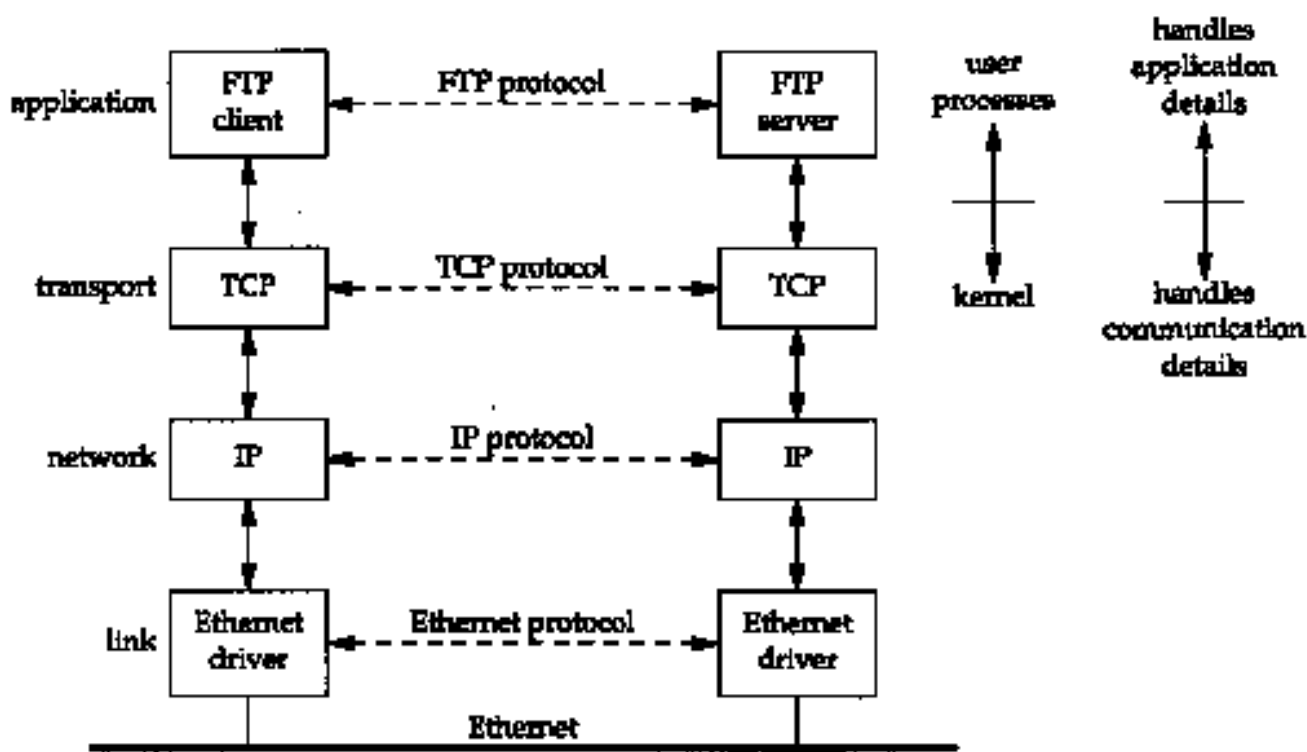 handles
application
details
user
processes
application
FTP
client
FTP protocol
FTP
server
transport
TCP
TCP protocol
TCP
kernel
handles
communication
details
network
IP
IP protocol
IP
link
Ethernet
driver
Ethernet protocol
Ethernet
driver
Ethernet